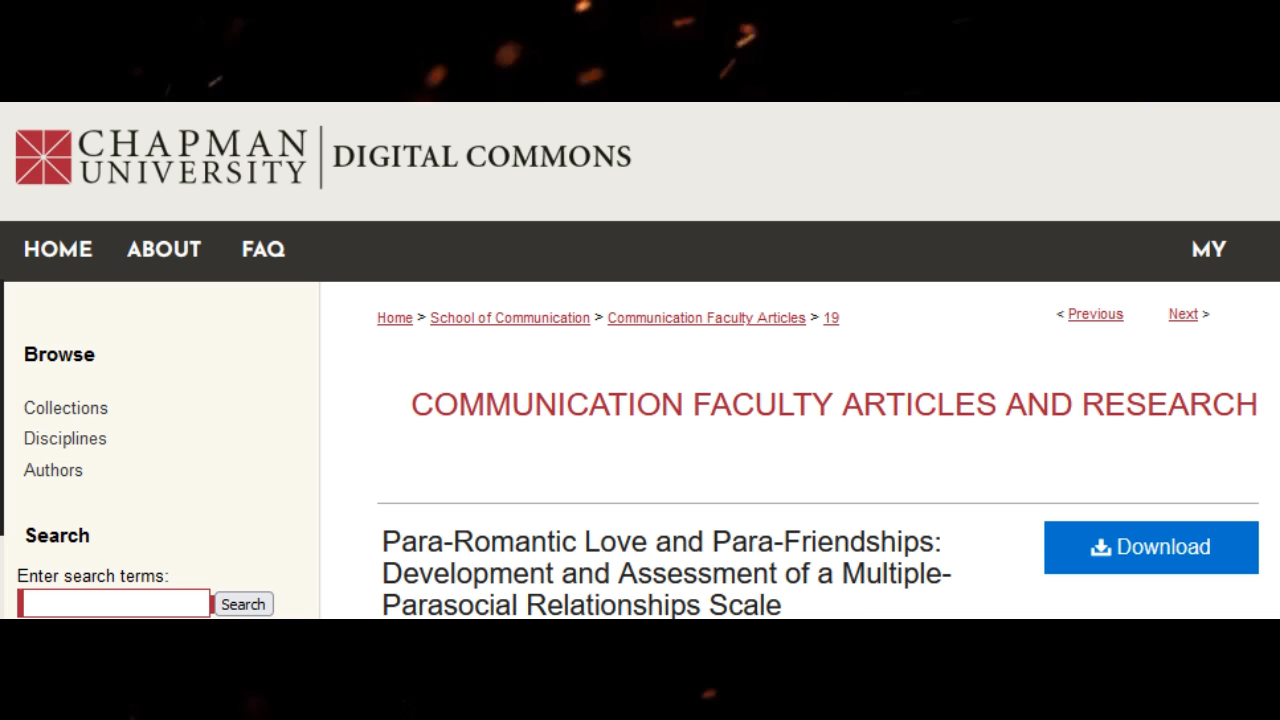 CHAPMAN
UNIVERSITY
DIGITAL COMMONS
HOME ABOUT FAQ MY
Home > School of Communication > Communication Faculty Articles > 19
< Previous Next >
Browse
Collections
Disciplines
Authors
Search
Enter search terms:
Search
COMMUNICATION FACULTY ARTICLES AND RESEARCH
Para-Romantic Love and Para-Friendships:
Development and Assessment of a Multiple-
Parasocial Relationships Scale
Download